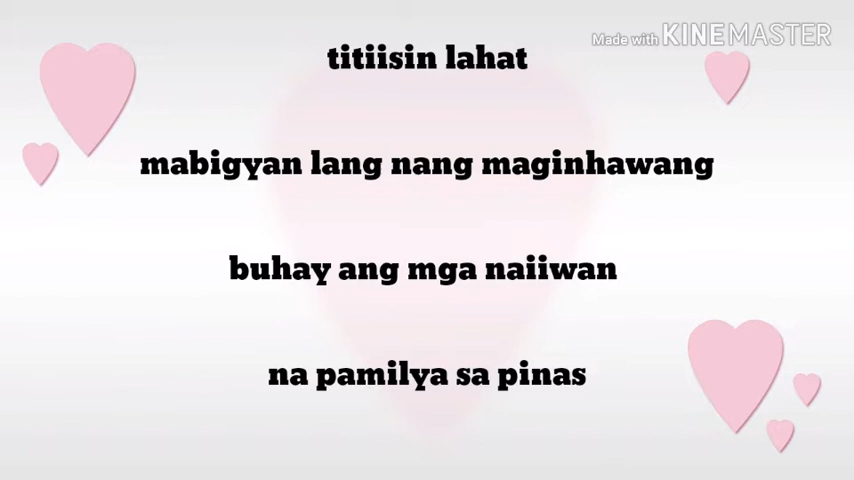 Made with KINEMASTER
titiisin lahat
mabigyan lang nang maginhawang
buhay ang mga naiiwan
na pamilya sa pinas